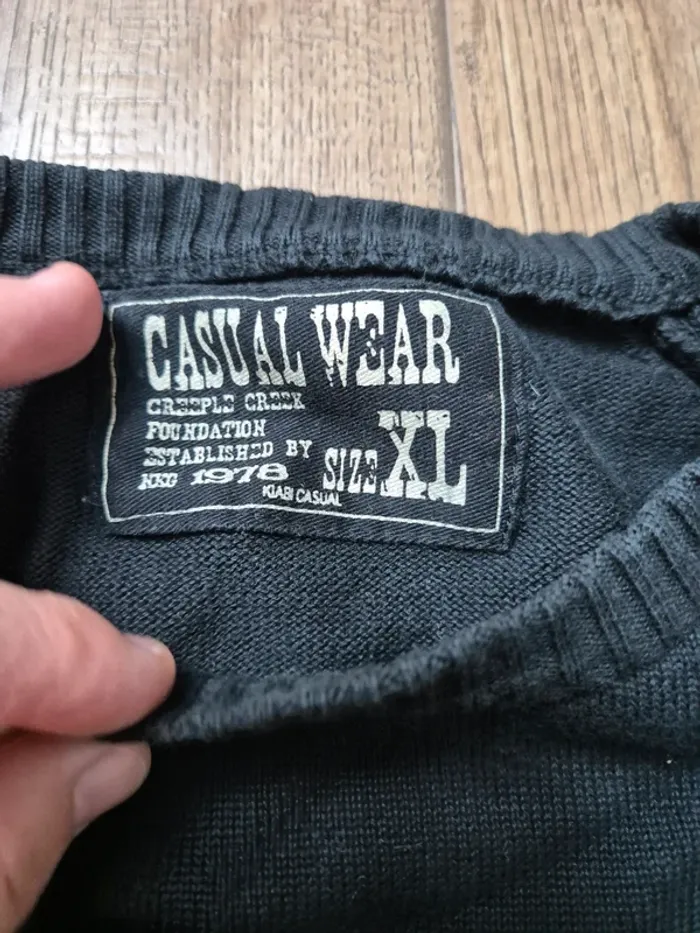 CASUAL WEAR
CREEPLE CREEK
FOUNDATION
ESTABLISHED BY
NKG 1978
SIZE XL
KIABI CASUAL